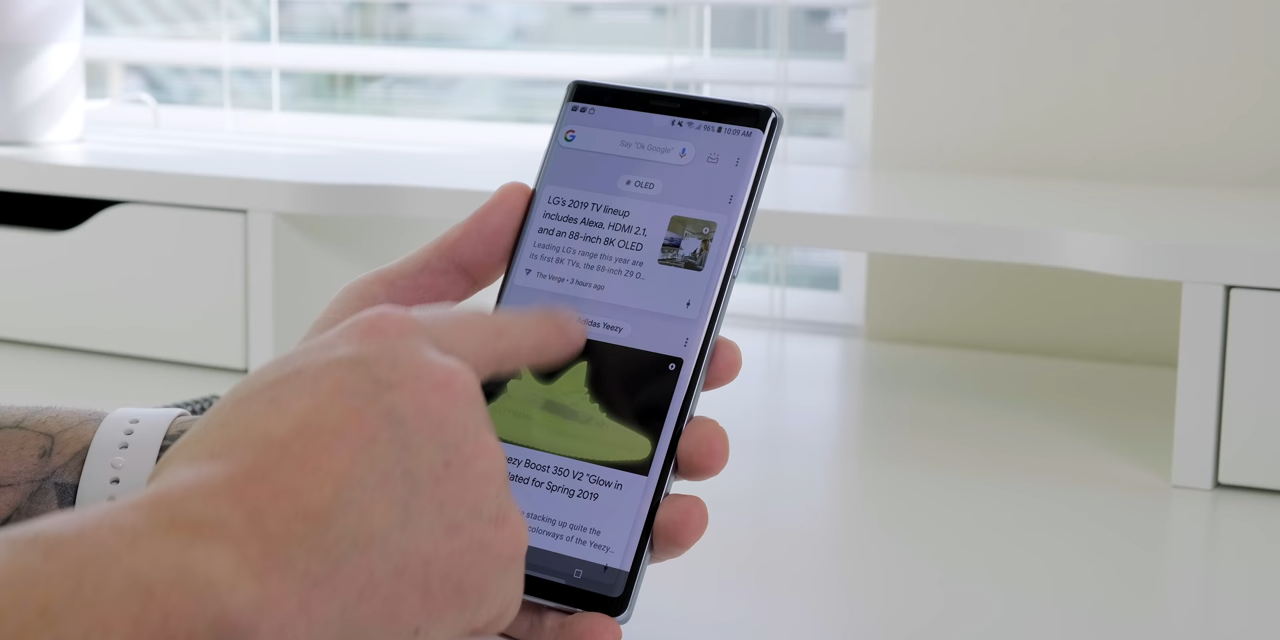 96% 10:09 AM
Say "Ok Google"
OLED
LG's 2019 TV lineup
includes Alexa, HDMI 2.1,
and an 88-inch 8K OLED
Leading LG's range this year are
its first 8K TVs, the 88-inch Z9 O...
The Verge • 3 hours ago
Adidas Yeezy
eezy Boost 350 V2 "Glow in
lated for Spring 2019
stacking up quite the
colorways of the Yeezy...